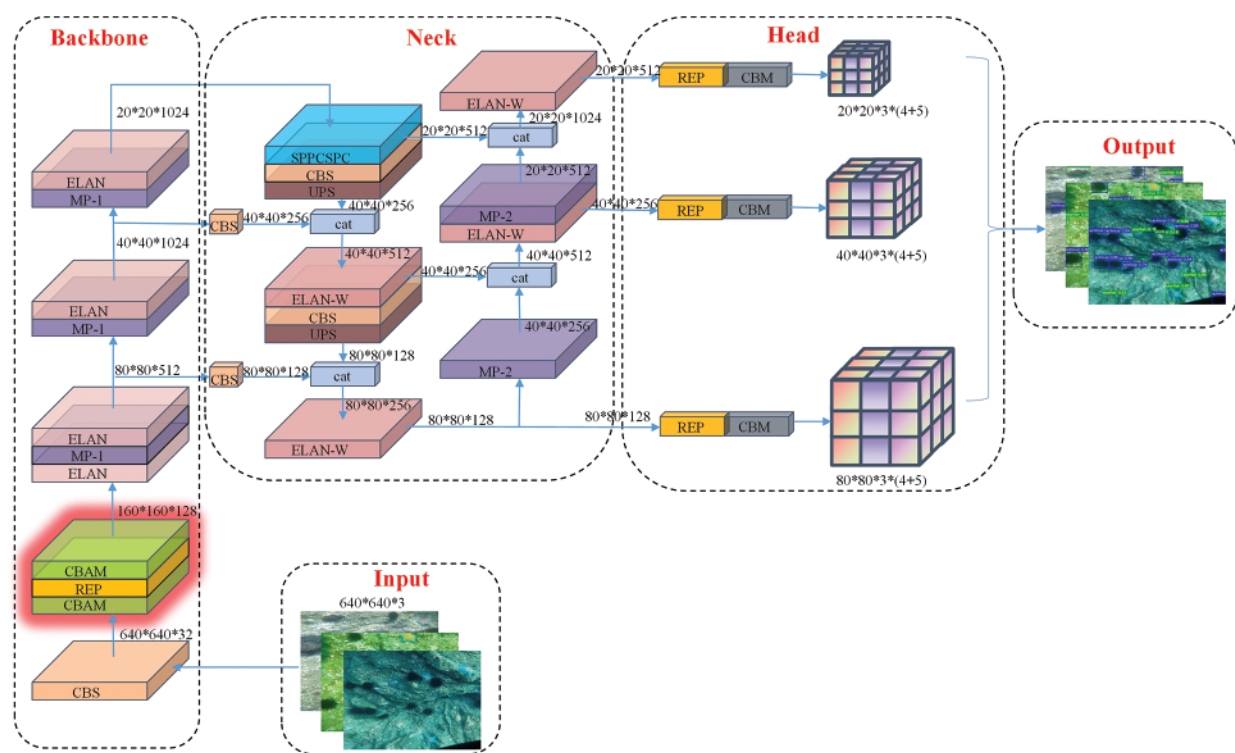 Backbone
20*20*1024
ELAN
MP-1
40*40*1024
ELAN
MP-1
80*80*512
ELAN
MP-1
ELAN
160*160*128
CBAM
REP
CBAM
640*640*32
CBS
Input
640*640*3
Neck
SPPCSPC
CBS
UPS
20*20*512
40*40*256
CBS
40*40*256
cat
40*40*512
ELAN-W
CBS
UPS
40*40*256
80*80*128
CBS
80*80*128
cat
80*80*256
ELAN-W
80*80*128
ELAN-W
20*20*512
20*20*1024
cat
20*20*512
MP-2
ELAN-W
40*40*256
40*40*512
cat
40*40*256
MP-2
80*80*128
Head
REP
CBM
20*20*3*(4+5)
REP
CBM
40*40*3*(4+5)
REP
CBM
80*80*3*(4+5)
Output